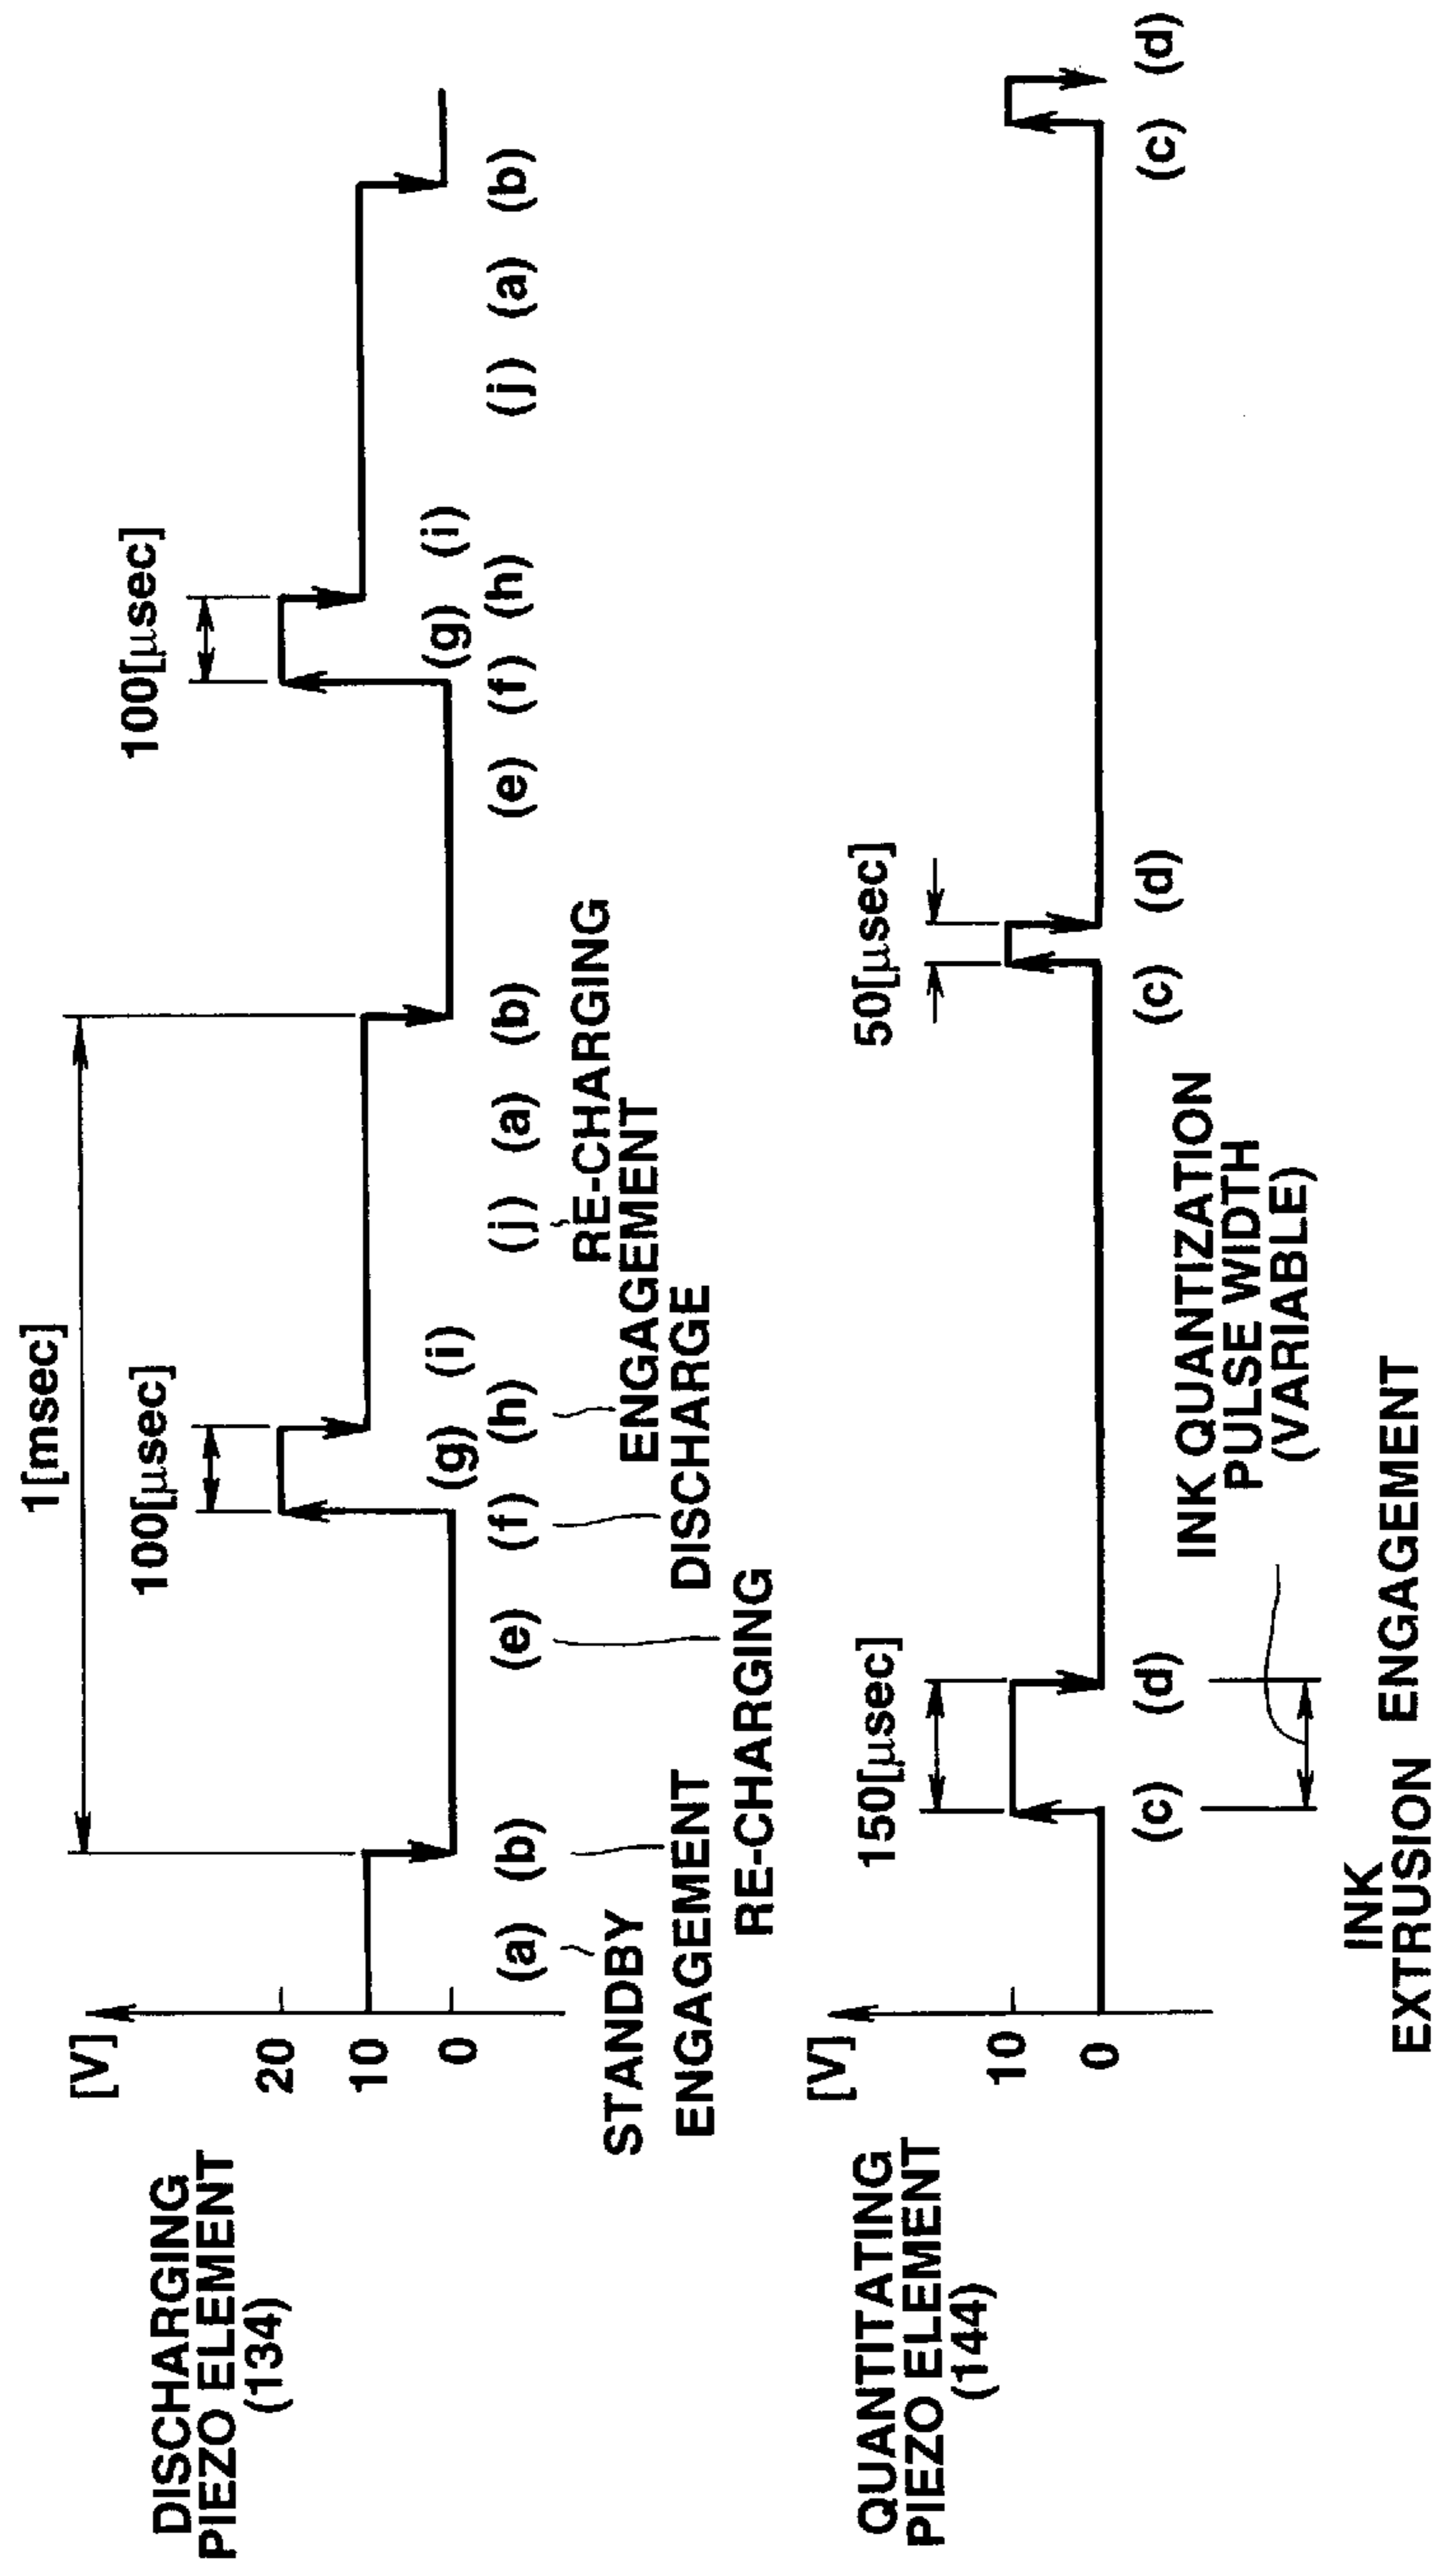 DISCHARGING
PIEZO ELEMENT
(134)
[V]
20
10
0
1[msec]
100[μsec]
100[μsec]
(g) (i)
(g) (i)
(a) (b) (e) (f) (h) (j) (a) (b) (e) (f) (h) (j) (a) (b)
RE-CHARGING
STANDBY
ENGAGEMENT
ENGAGEMENT
DISCHARGE
RE-CHARGING
QUANTITATING
PIEZO ELEMENT
(144)
[V]
10
0
150[μsec]
50[μsec]
(c) (d) (c) (d) (c) (d)
INK QUANTIZATION
PULSE WIDTH
(VARIABLE)
INK
EXTRUSION
ENGAGEMENT